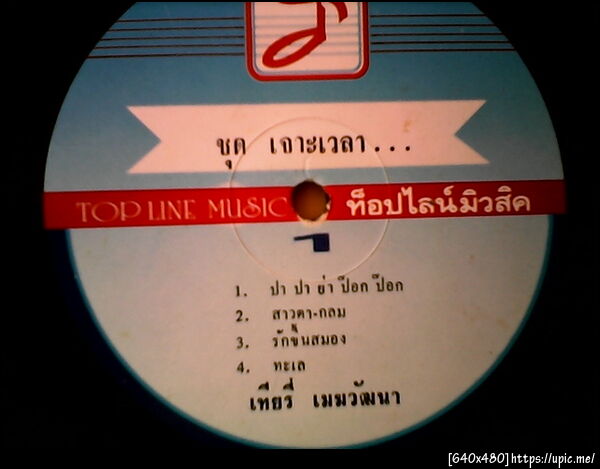 ชุด เจาะเวลา...
TOP LINE MUSIC ท็อปไลน์มิวสิค
1
1. ปา ปา ย่า ป๊อก ป๊อก
2. สาวตา-กลม
3. รักขึ้นสมอง
4. ทะเล
เทียรี่ เมฆวัฒนา
[640x480]https://upic.me/